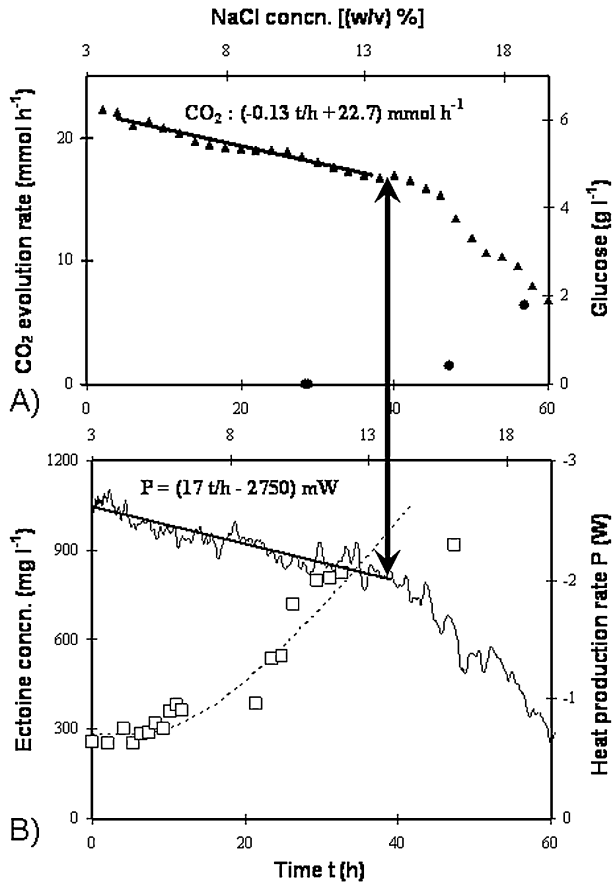 NaCl concn. [(w/v) %]
3 8 13 18
CO₂ : (-0.13 t/h + 22.7) mmol h⁻¹
CO₂ evolution rate (mmol h⁻¹)
20
10
0
Glucose (g l⁻¹)
6
4
2
0
A)
0 20 40 60
3 8 13 18
P = (17 t/h - 2750) mW
Ectoine concn. (mg l⁻¹)
1200
900
600
300
0
Heat production rate P (W)
-3
-2
-1
-0
B)
0 20 40 60
Time t (h)